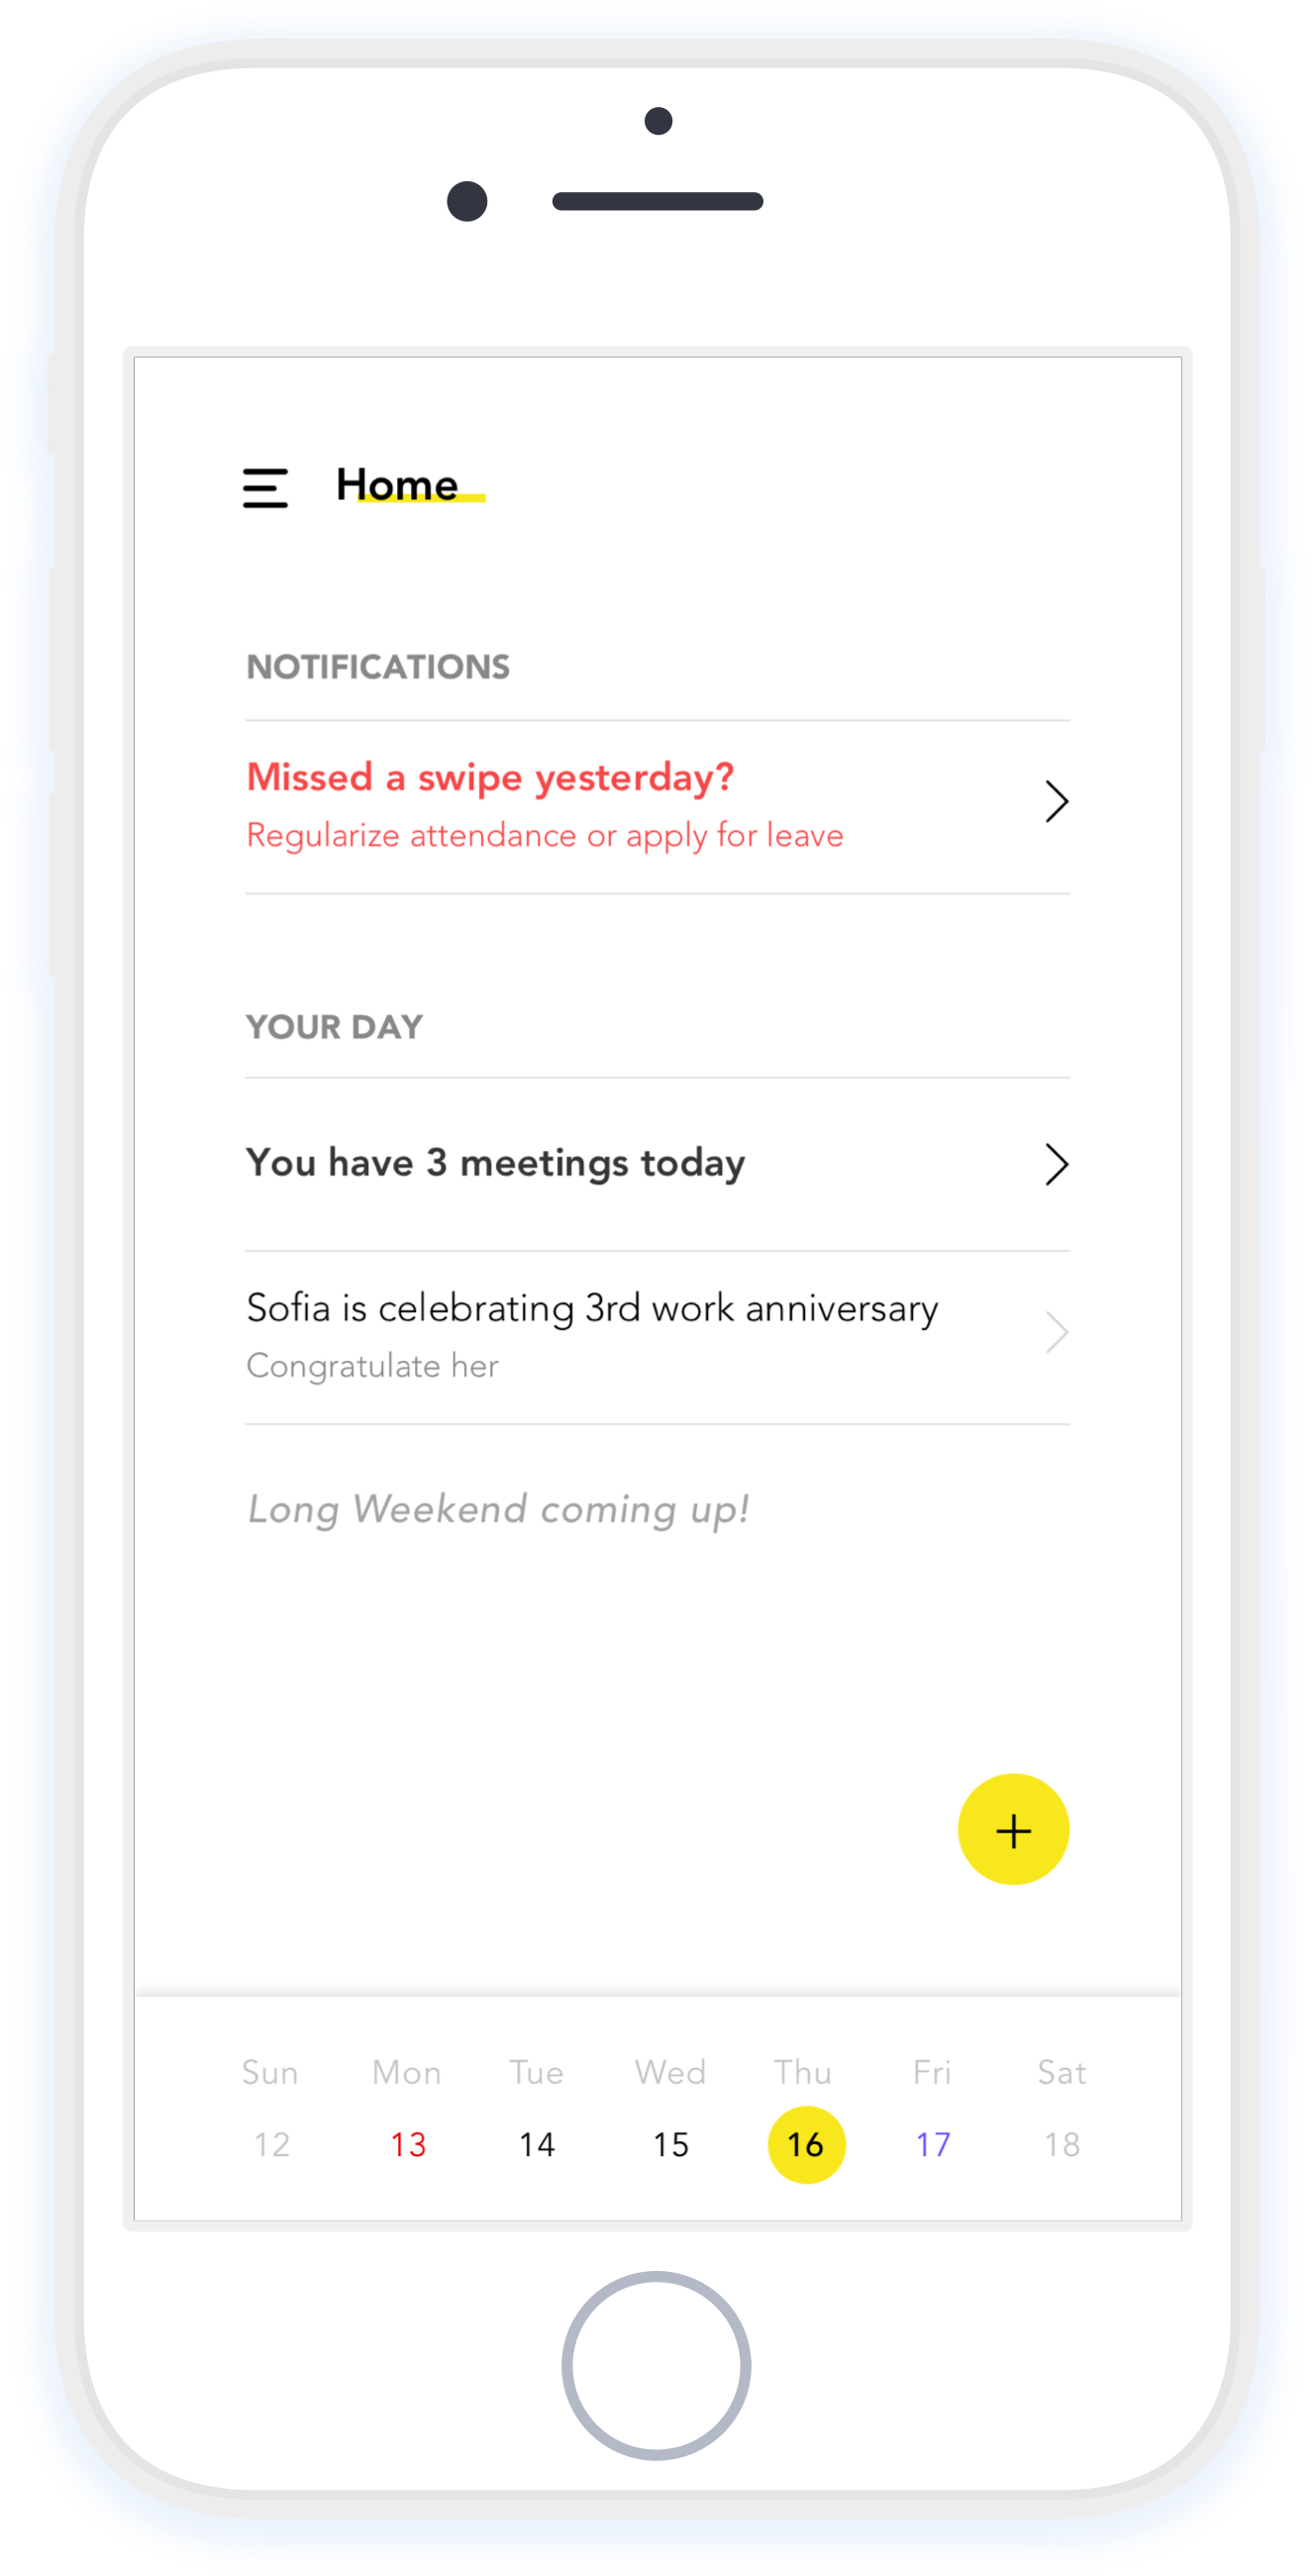 Home
NOTIFICATIONS
Missed a swipe yesterday?
Regularize attendance or apply for leave
YOUR DAY
You have 3 meetings today
Sofia is celebrating 3rd work anniversary
Congratulate her
Long Weekend coming up!
+
Sun Mon Tue Wed Thu Fri Sat
12 13 14 15 16 17 18